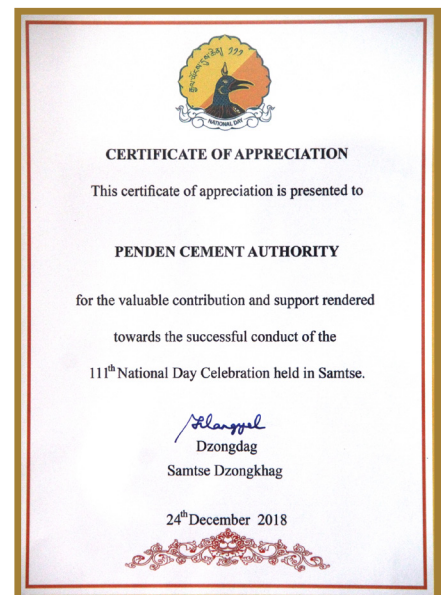 ༡༡༡
NATIONAL DAY
CERTIFICATE OF APPRECIATION
This certificate of appreciation is presented to
PENDEN CEMENT AUTHORITY
for the valuable contribution and support rendered
towards the successful conduct of the
111th National Day Celebration held in Samtse.
Dzongdag
Samtse Dzongkhag
24th December 2018